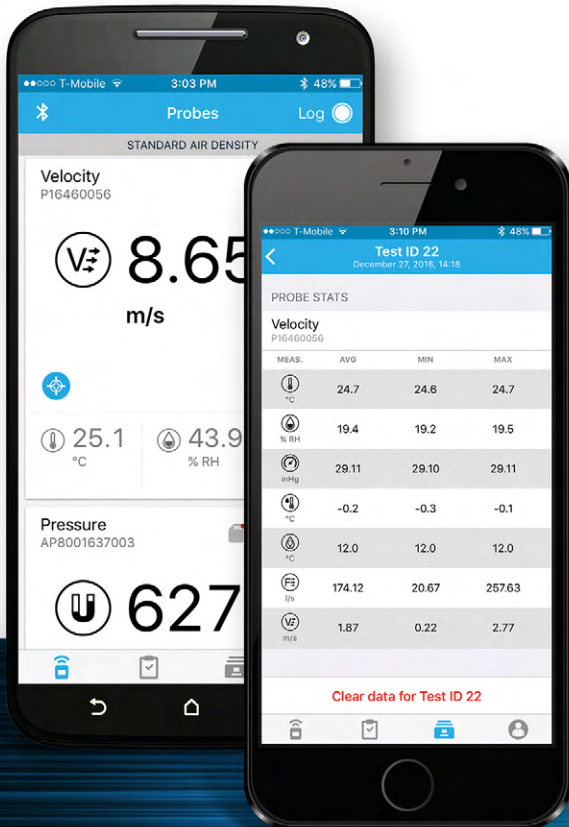 T-Mobile 3:03 PM 48%
Probes Log
STANDARD AIR DENSITY
Velocity
P16460056
V 8.65
m/s
25.1 43.9
°C % RH
Pressure
AP8001637003
627
T-Mobile 3:10 PM 48%
Test ID 22
December 27, 2016, 14:18
PROBE STATS
Velocity
P16460056
MEAS. AVG MIN MAX
°C 24.7 24.6 24.7
% RH 19.4 19.2 19.5
inHg 29.11 29.10 29.11
°C -0.2 -0.3 -0.1
°C 12.0 12.0 12.0
F l/s 174.12 20.67 257.63
V m/s 1.87 0.22 2.77
Clear data for Test ID 22